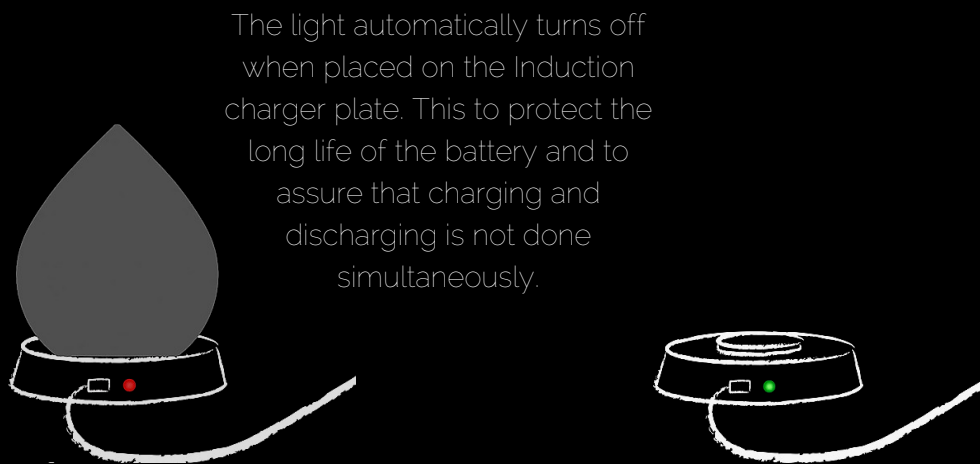 The light automatically turns off
when placed on the Induction
charger plate. This to protect the
long life of the battery and to
assure that charging and
discharging is not done
simultaneously.